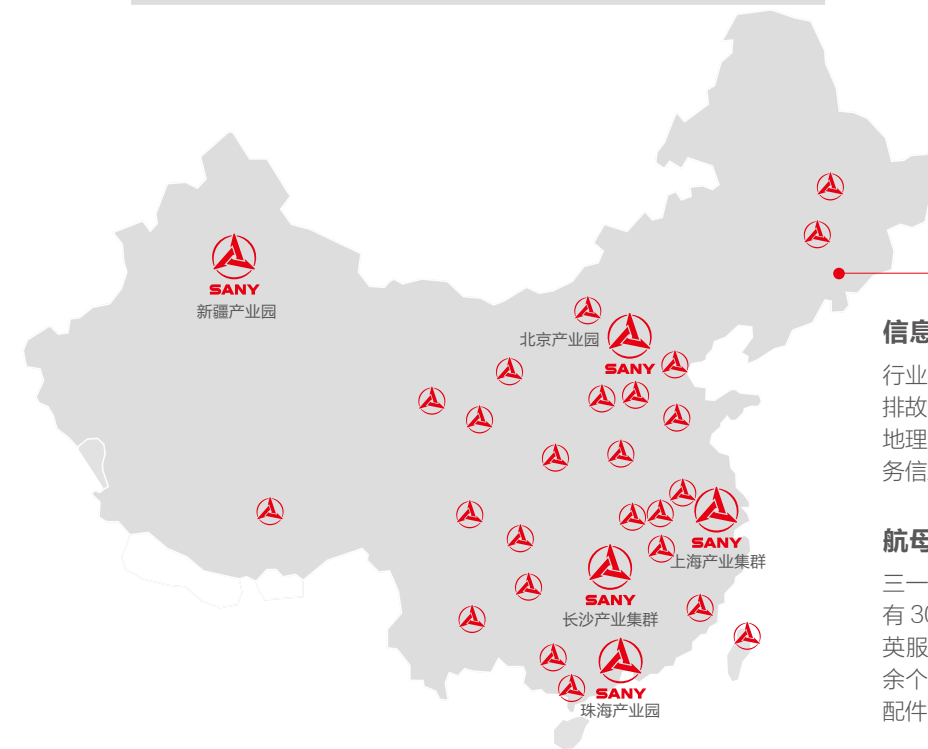 SANY
新疆产业园
北京产业园
SANY
SANY
上海产业集群
SANY
长沙产业集群
SANY
珠海产业园
信息
行业
排故
地理
务信
航母
三一
有 30
英服
余个
配件